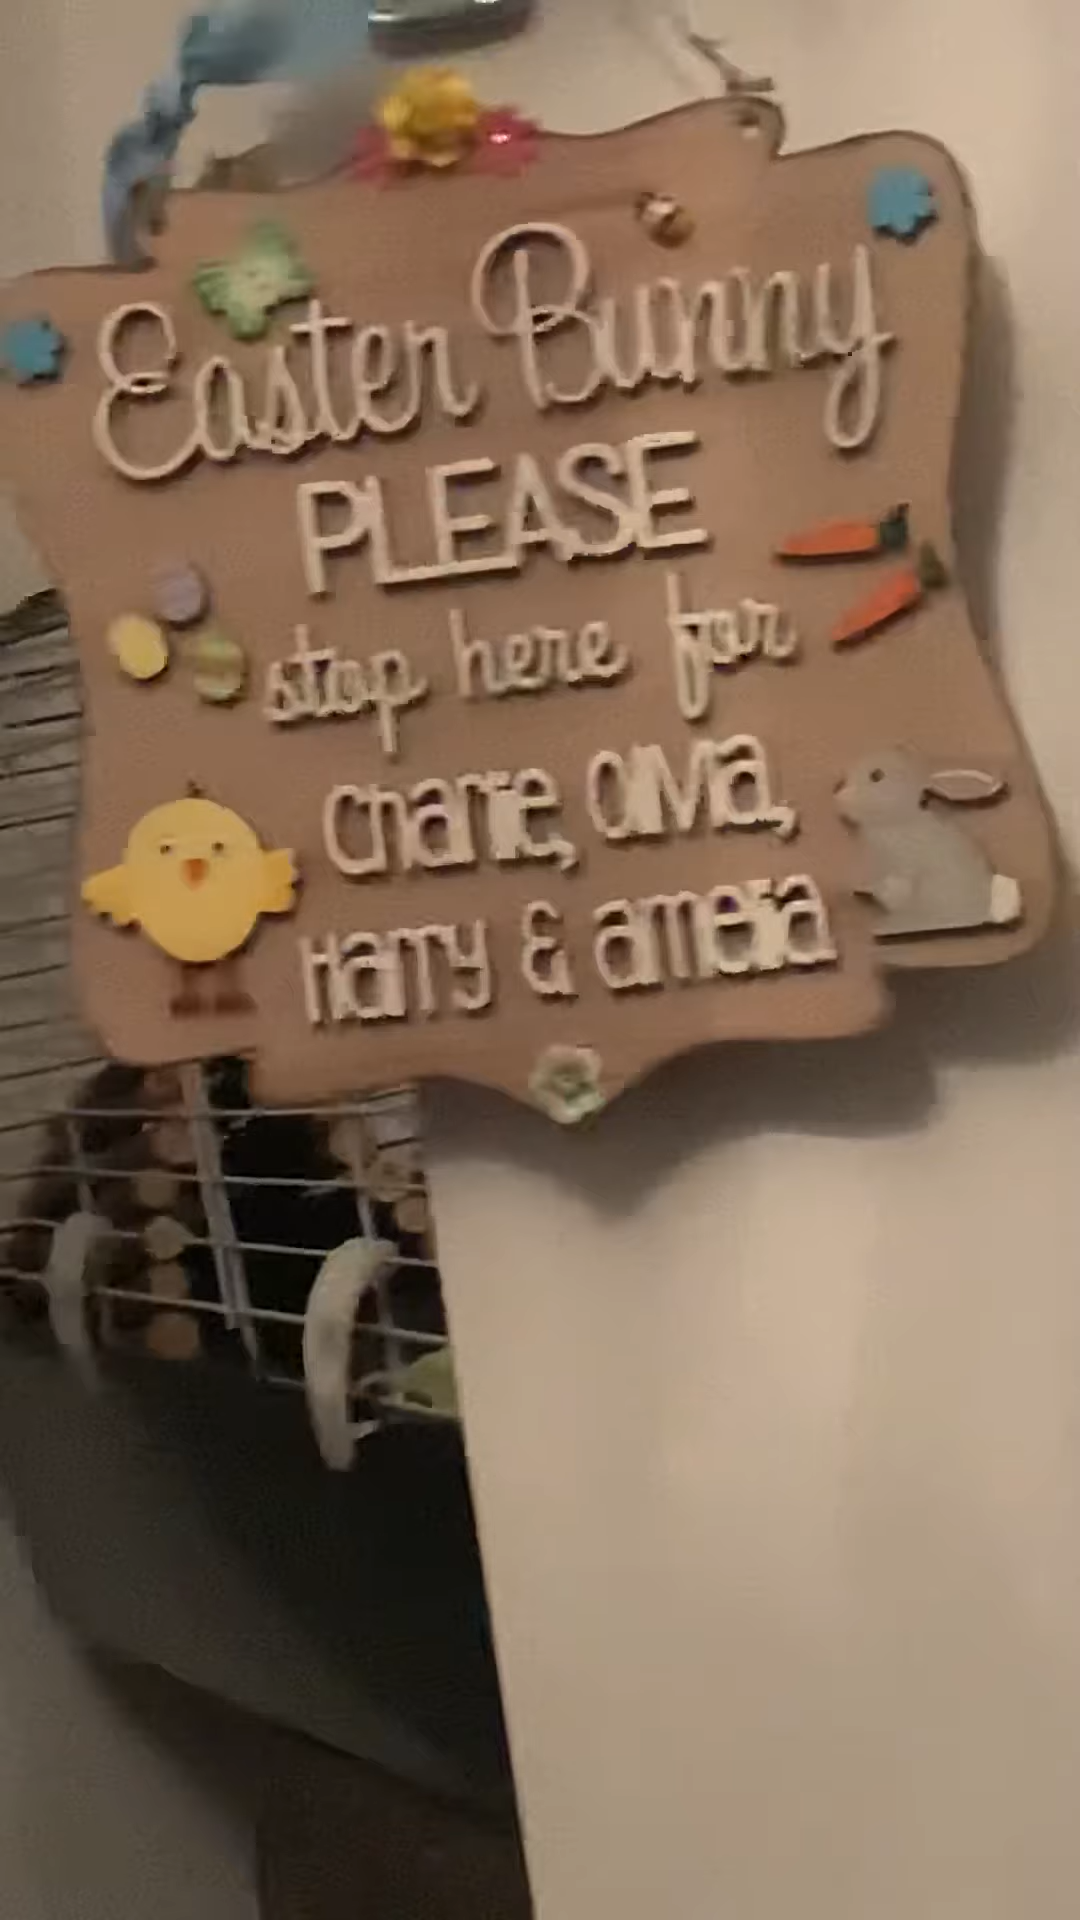 Easter Bunny
PLEASE
stop here for
Charlie, Olivia,
Harry & amelia